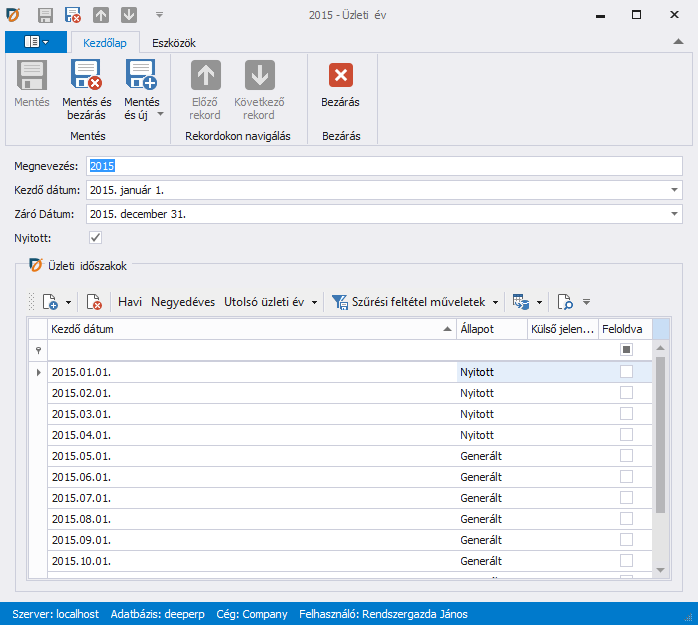 2015 - Üzleti év
Kezdőlap Eszközök
Mentés
Mentés és bezárás
Mentés és új
Előző rekord
Következő rekord
Bezárás
Mentés Rekordokon navigálás Bezárás
Megnevezés: 2015
Kezdő dátum: 2015. január 1.
Záró Dátum: 2015. december 31.
Nyitott:
Üzleti időszakok
Havi Negyedéves Utolsó üzleti év Szűrési feltétel műveletek
Kezdő dátum Állapot Külső jelen... Feloldva
2015.01.01. Nyitott
2015.02.01. Nyitott
2015.03.01. Nyitott
2015.04.01. Nyitott
2015.05.01. Generált
2015.06.01. Generált
2015.07.01. Generált
2015.08.01. Generált
2015.09.01. Generált
2015.10.01. Generált
Szerver: localhost Adatbázis: deeperp Cég: Company Felhasználó: Rendszergazda János